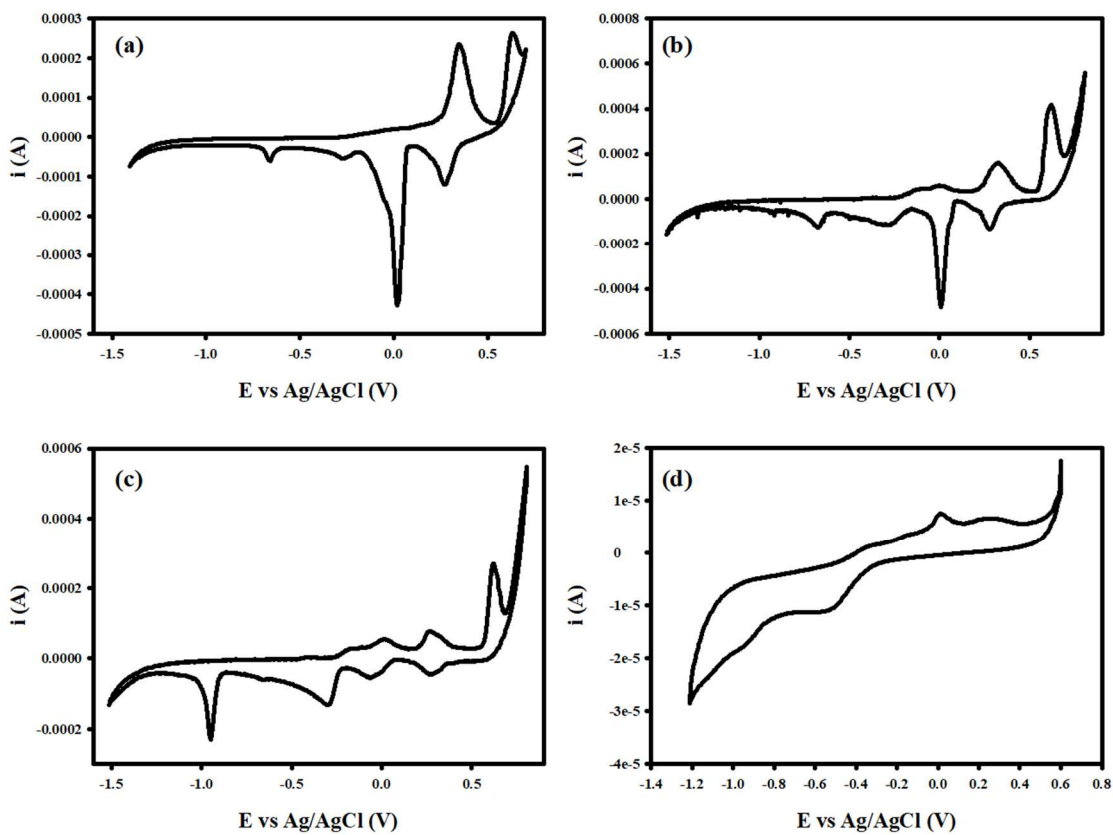 (a)
0.0003
0.0002
0.0001
0.0000
-0.0001
-0.0002
-0.0003
-0.0004
-0.0005
i (A)
-1.5 -1.0 -0.5 0.0 0.5
E vs Ag/AgCl (V)
(b)
0.0008
0.0006
0.0004
0.0002
0.0000
0.0002
0.0004
0.0006
i (A)
-1.5 -1.0 -0.5 0.0 0.5
E vs Ag/AgCl (V)
(c)
0.0006
0.0004
0.0002
0.0000
-0.0002
i (A)
-1.5 -1.0 -0.5 0.0 0.5
E vs Ag/AgCl (V)
(d)
2e-5
1e-5
0
-1e-5
-2e-5
-3e-5
-4e-5
i (A)
-1.4 -1.2 -1.0 -0.8 -0.6 -0.4 -0.2 0.0 0.2 0.4 0.6 0.8
E vs Ag/AgCl (V)